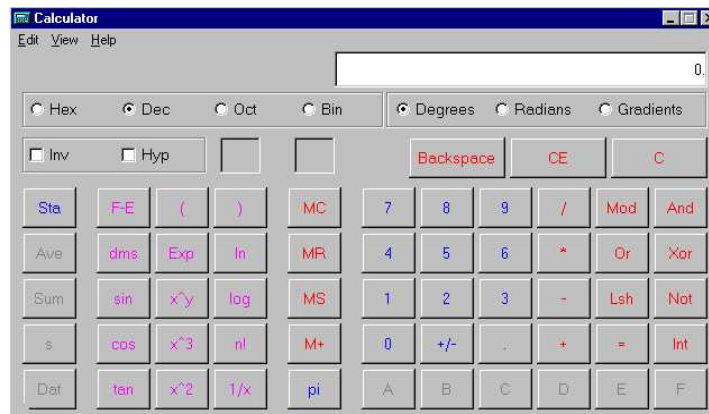 Calculator
Edit View Help
0.
Hex Dec Oct Bin Degrees Radians Gradients
Inv Hyp Backspace CE C
Sta F-E ( ) MC 7 8 9 / Mod And
Ave dms Exp ln MR 4 5 6 * Or Xor
Sum sin x^y log MS 1 2 3 - Lsh Not
s cos x^3 n! M+ 0 +/- . + = Int
Dat tan x^2 1/x pi A B C D E F